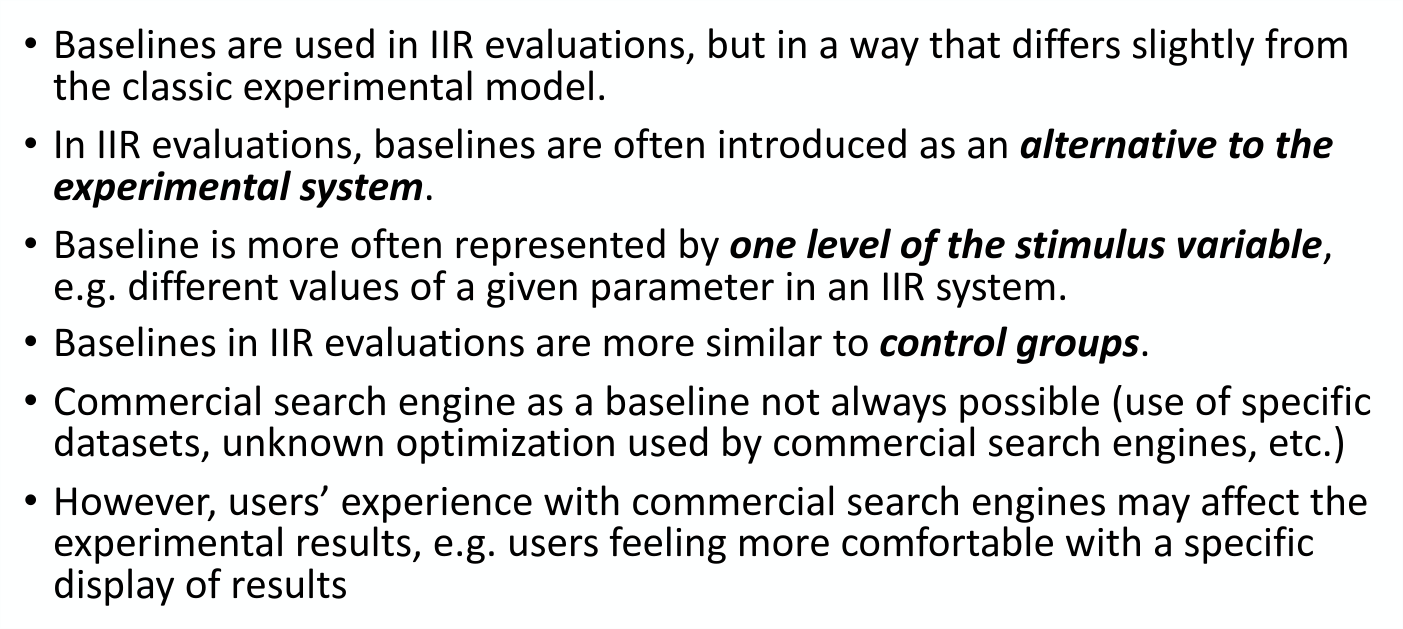 • Baselines are used in IIR evaluations, but in a way that differs slightly from
the classic experimental model.
• In IIR evaluations, baselines are often introduced as an alternative to the
experimental system.
• Baseline is more often represented by one level of the stimulus variable,
e.g. different values of a given parameter in an IIR system.
• Baselines in IIR evaluations are more similar to control groups.
• Commercial search engine as a baseline not always possible (use of specific
datasets, unknown optimization used by commercial search engines, etc.)
• However, users’ experience with commercial search engines may affect the
experimental results, e.g. users feeling more comfortable with a specific
display of results